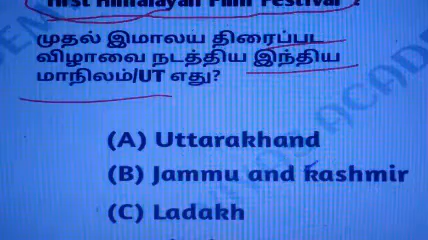 First Himalayan Film Festival ?
முதல் இமாலய திரைப்பட
விழாவை நடத்திய இந்திய
மாநிலம்/UT எது?
(A) Uttarakhand
(B) Jammu and Kashmir
(C) Ladakh